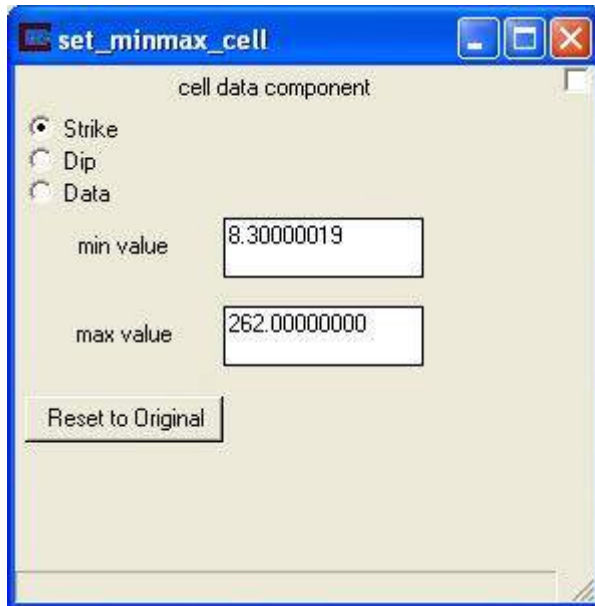 set_minmax_cell
cell data component
Strike
Dip
Data
min value
8.30000019
max value
262.00000000
Reset to Original